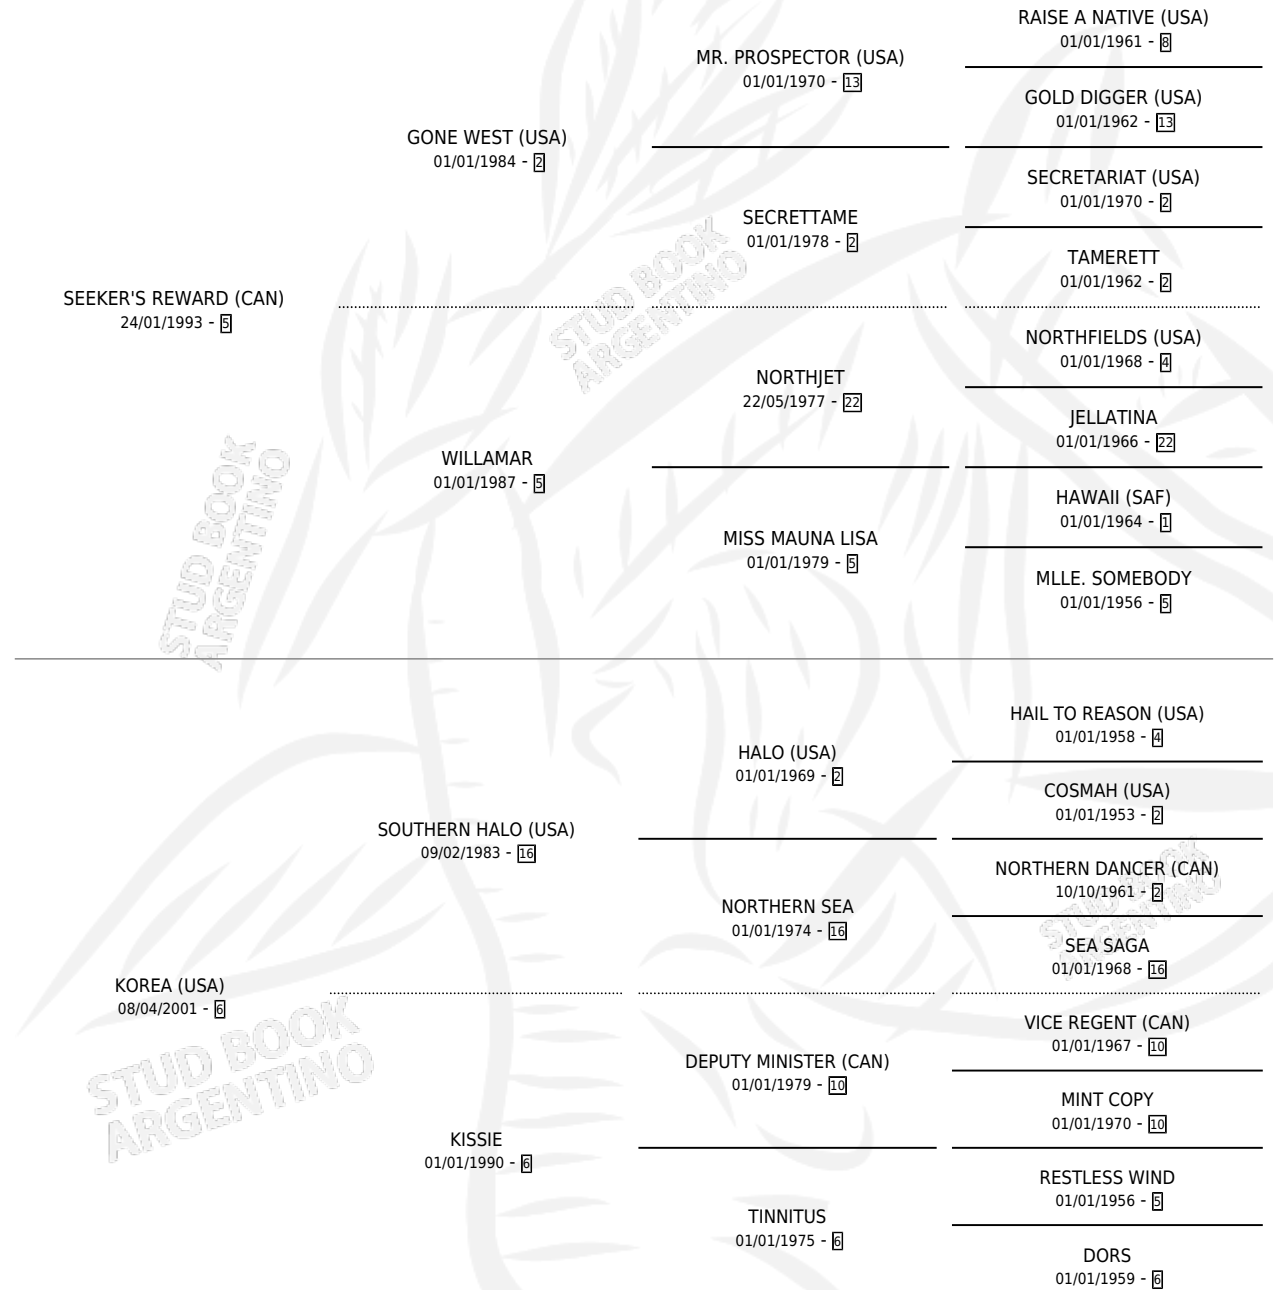 RAISE A NATIVE (USA)
01/01/1961 - 8
MR. PROSPECTOR (USA)
01/01/1970 - 13
GOLD DIGGER (USA)
01/01/1962 - 13
GONE WEST (USA)
01/01/1984 - 2
SECRETARIAT (USA)
01/01/1970 - 2
SECRETTAME
01/01/1978 - 2
TAMERETT
01/01/1962 - 2
SEEKER'S REWARD (CAN)
24/01/1993 - 5
NORTHFIELDS (USA)
01/01/1968 - 4
NORTHJET
22/05/1977 - 22
JELLATINA
01/01/1966 - 22
WILLAMAR
01/01/1987 - 5
HAWAII (SAF)
01/01/1964 - 1
MISS MAUNA LISA
01/01/1979 - 5
MLLE. SOMEBODY
01/01/1956 - 5
HAIL TO REASON (USA)
01/01/1958 - 4
HALO (USA)
01/01/1969 - 2
COSMAH (USA)
01/01/1953 - 2
SOUTHERN HALO (USA)
09/02/1983 - 16
NORTHERN DANCER (CAN)
10/10/1961 - 2
NORTHERN SEA
01/01/1974 - 16
SEA SAGA
01/01/1968 - 16
KOREA (USA)
08/04/2001 - 6
VICE REGENT (CAN)
01/01/1967 - 10
DEPUTY MINISTER (CAN)
01/01/1979 - 10
MINT COPY
01/01/1970 - 10
KISSIE
01/01/1990 - 6
RESTLESS WIND
01/01/1956 - 5
TINNITUS
01/01/1975 - 6
DORS
01/01/1959 - 6
STUD BOOK
ARGENTINO
STUD BOOK
ARGENTINO
STUD BOOK
ARGENTINO
STUD BOOK
ARGENTINO